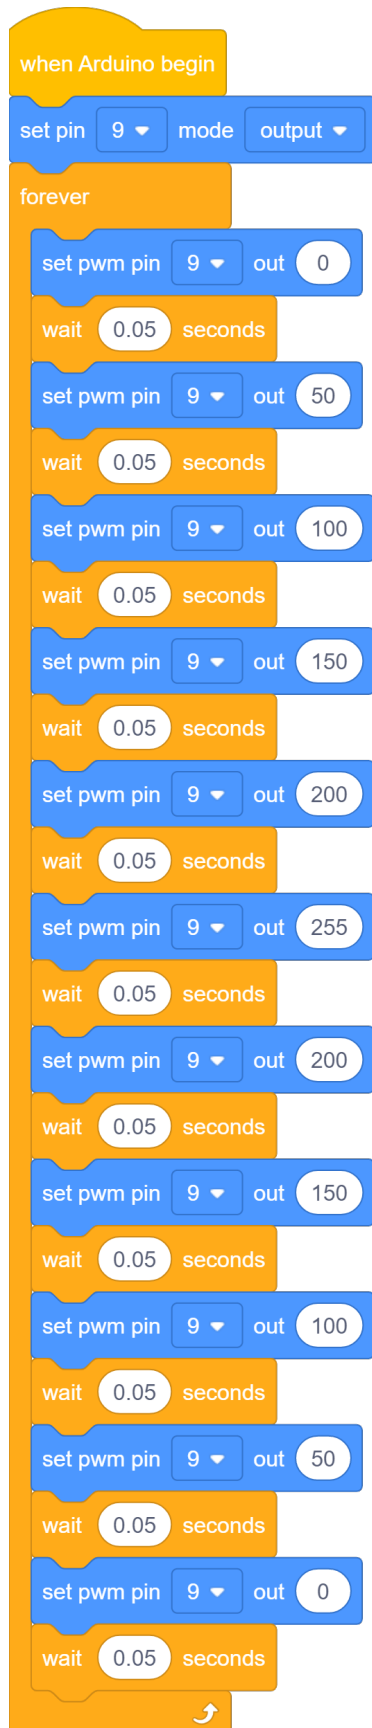 when Arduino begin
set pin 9 mode output
forever
set pwm pin 9 out 0
wait 0.05 seconds
set pwm pin 9 out 50
wait 0.05 seconds
set pwm pin 9 out 100
wait 0.05 seconds
set pwm pin 9 out 150
wait 0.05 seconds
set pwm pin 9 out 200
wait 0.05 seconds
set pwm pin 9 out 255
wait 0.05 seconds
set pwm pin 9 out 200
wait 0.05 seconds
set pwm pin 9 out 150
wait 0.05 seconds
set pwm pin 9 out 100
wait 0.05 seconds
set pwm pin 9 out 50
wait 0.05 seconds
set pwm pin 9 out 0
wait 0.05 seconds